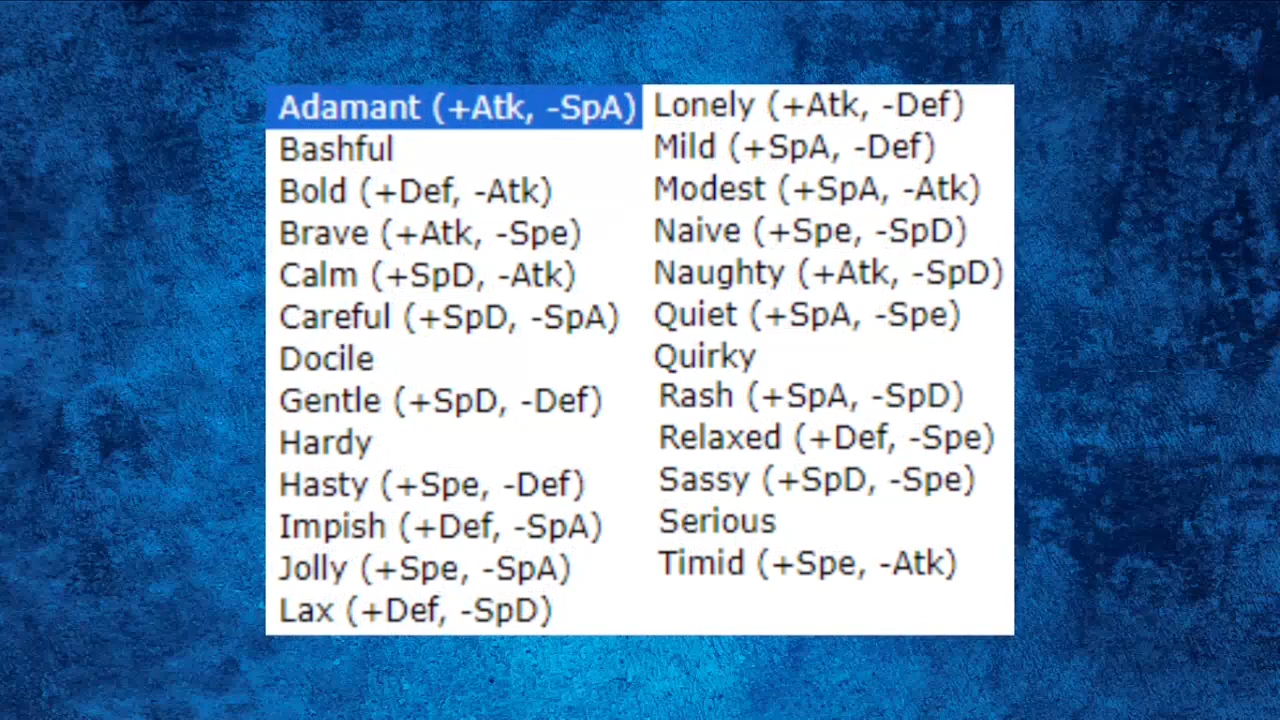 Adamant (+Atk, -SpA)
Bashful
Bold (+Def, -Atk)
Brave (+Atk, -Spe)
Calm (+SpD, -Atk)
Careful (+SpD, -SpA)
Docile
Gentle (+SpD, -Def)
Hardy
Hasty (+Spe, -Def)
Impish (+Def, -SpA)
Jolly (+Spe, -SpA)
Lax (+Def, -SpD)
Lonely (+Atk, -Def)
Mild (+SpA, -Def)
Modest (+SpA, -Atk)
Naive (+Spe, -SpD)
Naughty (+Atk, -SpD)
Quiet (+SpA, -Spe)
Quirky
Rash (+SpA, -SpD)
Relaxed (+Def, -Spe)
Sassy (+SpD, -Spe)
Serious
Timid (+Spe, -Atk)